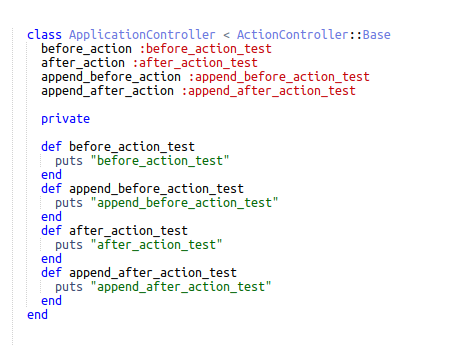 class ApplicationController < ActionController::Base
  before_action :before_action_test
  after_action :after_action_test
  append_before_action :append_before_action_test
  append_after_action :append_after_action_test

  private

  def before_action_test
    puts "before_action_test"
  end
  def append_before_action_test
    puts "append_before_action_test"
  end
  def after_action_test
    puts "after_action_test"
  end
  def append_after_action_test
    puts "append_after_action_test"
  end
end